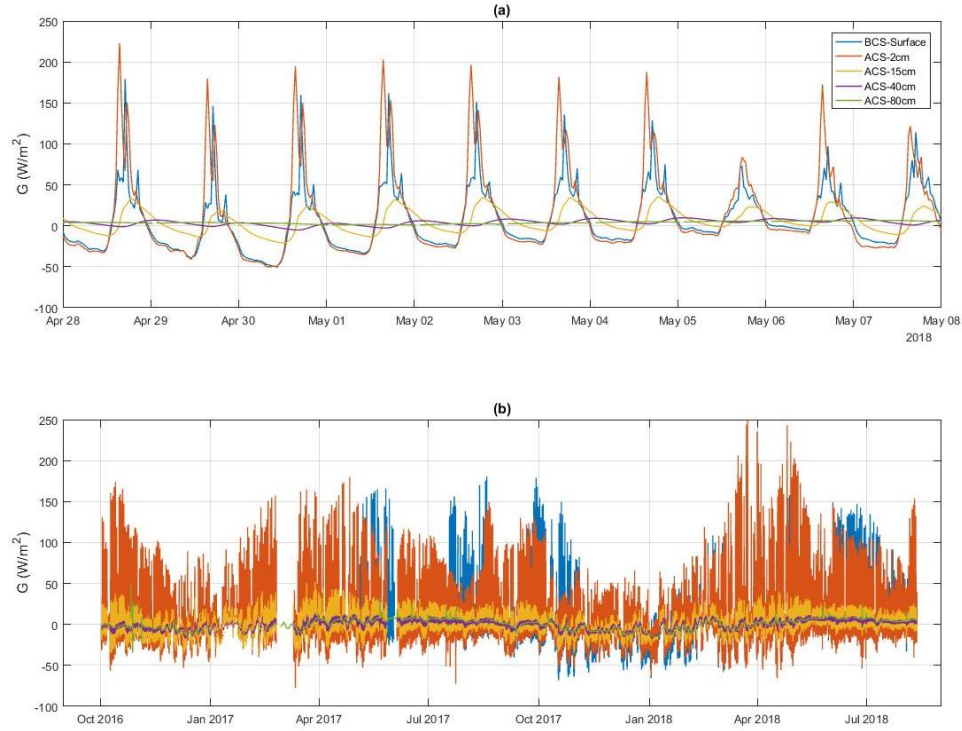 (a)
250
200
150
100
50
0
-50
-100
G (W/m²)
BCS-Surface
ACS-2cm
ACS-15cm
ACS-40cm
ACS-80cm
Apr 28 Apr 29 Apr 30 May 01 May 02 May 03 May 04 May 05 May 06 May 07 May 08
2018
(b)
250
200
150
100
50
0
-50
-100
G (W/m²)
Oct 2016 Jan 2017 Apr 2017 Jul 2017 Oct 2017 Jan 2018 Apr 2018 Jul 2018